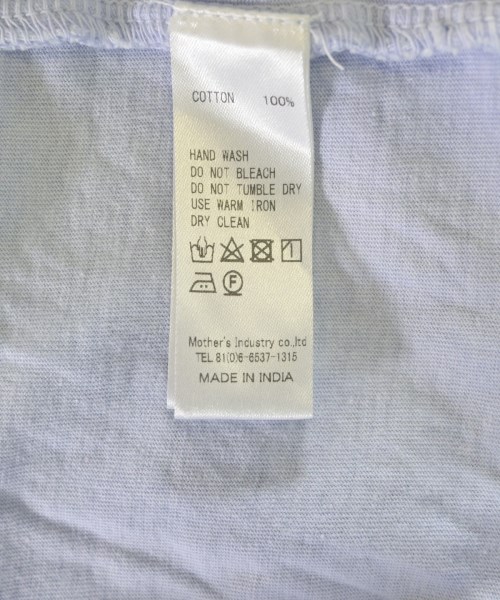 COTTON 100%
HAND WASH
DO NOT BLEACH
DO NOT TUMBLE DRY
USE WARM IRON
DRY CLEAN
F
Mother's Industry co.,ltd
TEL 81(0)6-6537-1315
MADE IN INDIA